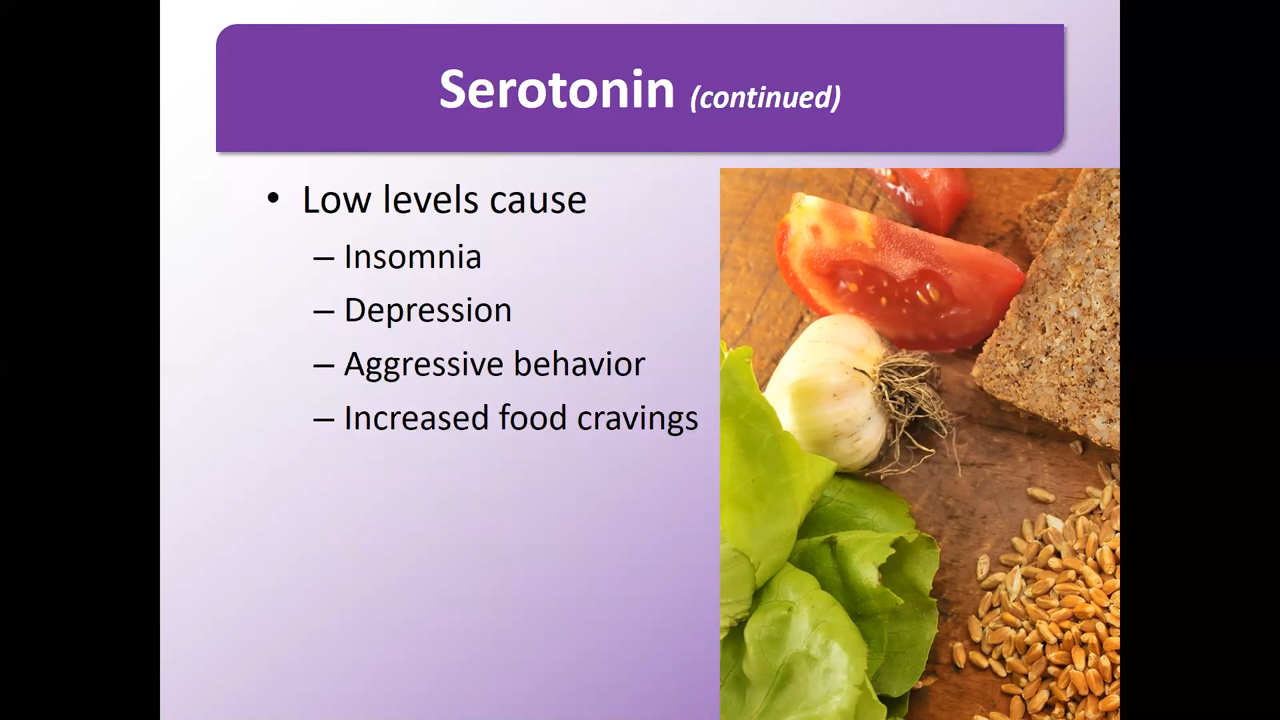 Serotonin (continued)
• Low levels cause
– Insomnia
– Depression
– Aggressive behavior
– Increased food cravings